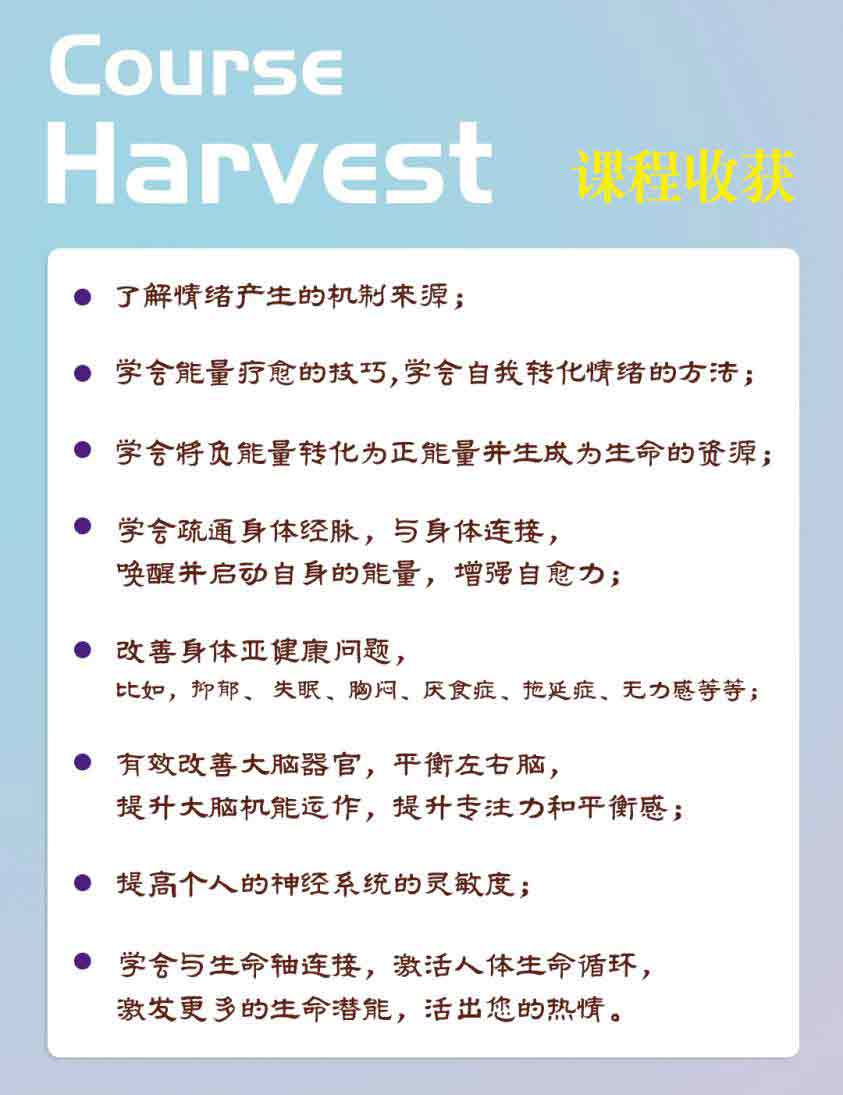 Course
Harvest
课程收获
了解情绪产生的机制来源；
学会能量疗愈的技巧,学会自我转化情绪的方法；
学会将负能量转化为正能量并生成为生命的资源；
学会疏通身体经脉，与身体连接，
唤醒并启动自身的能量，增强自愈力；
改善身体亚健康问题，
比如，抑郁、失眠、胸闷、厌食症、拖延症、无力感等等；
有效改善大脑器官，平衡左右脑，
提升大脑机能运作，提升专注力和平衡感；
提高个人的神经系统的灵敏度；
学会与生命轴连接，激活人体生命循环，
激发更多的生命潜能，活出您的热情。